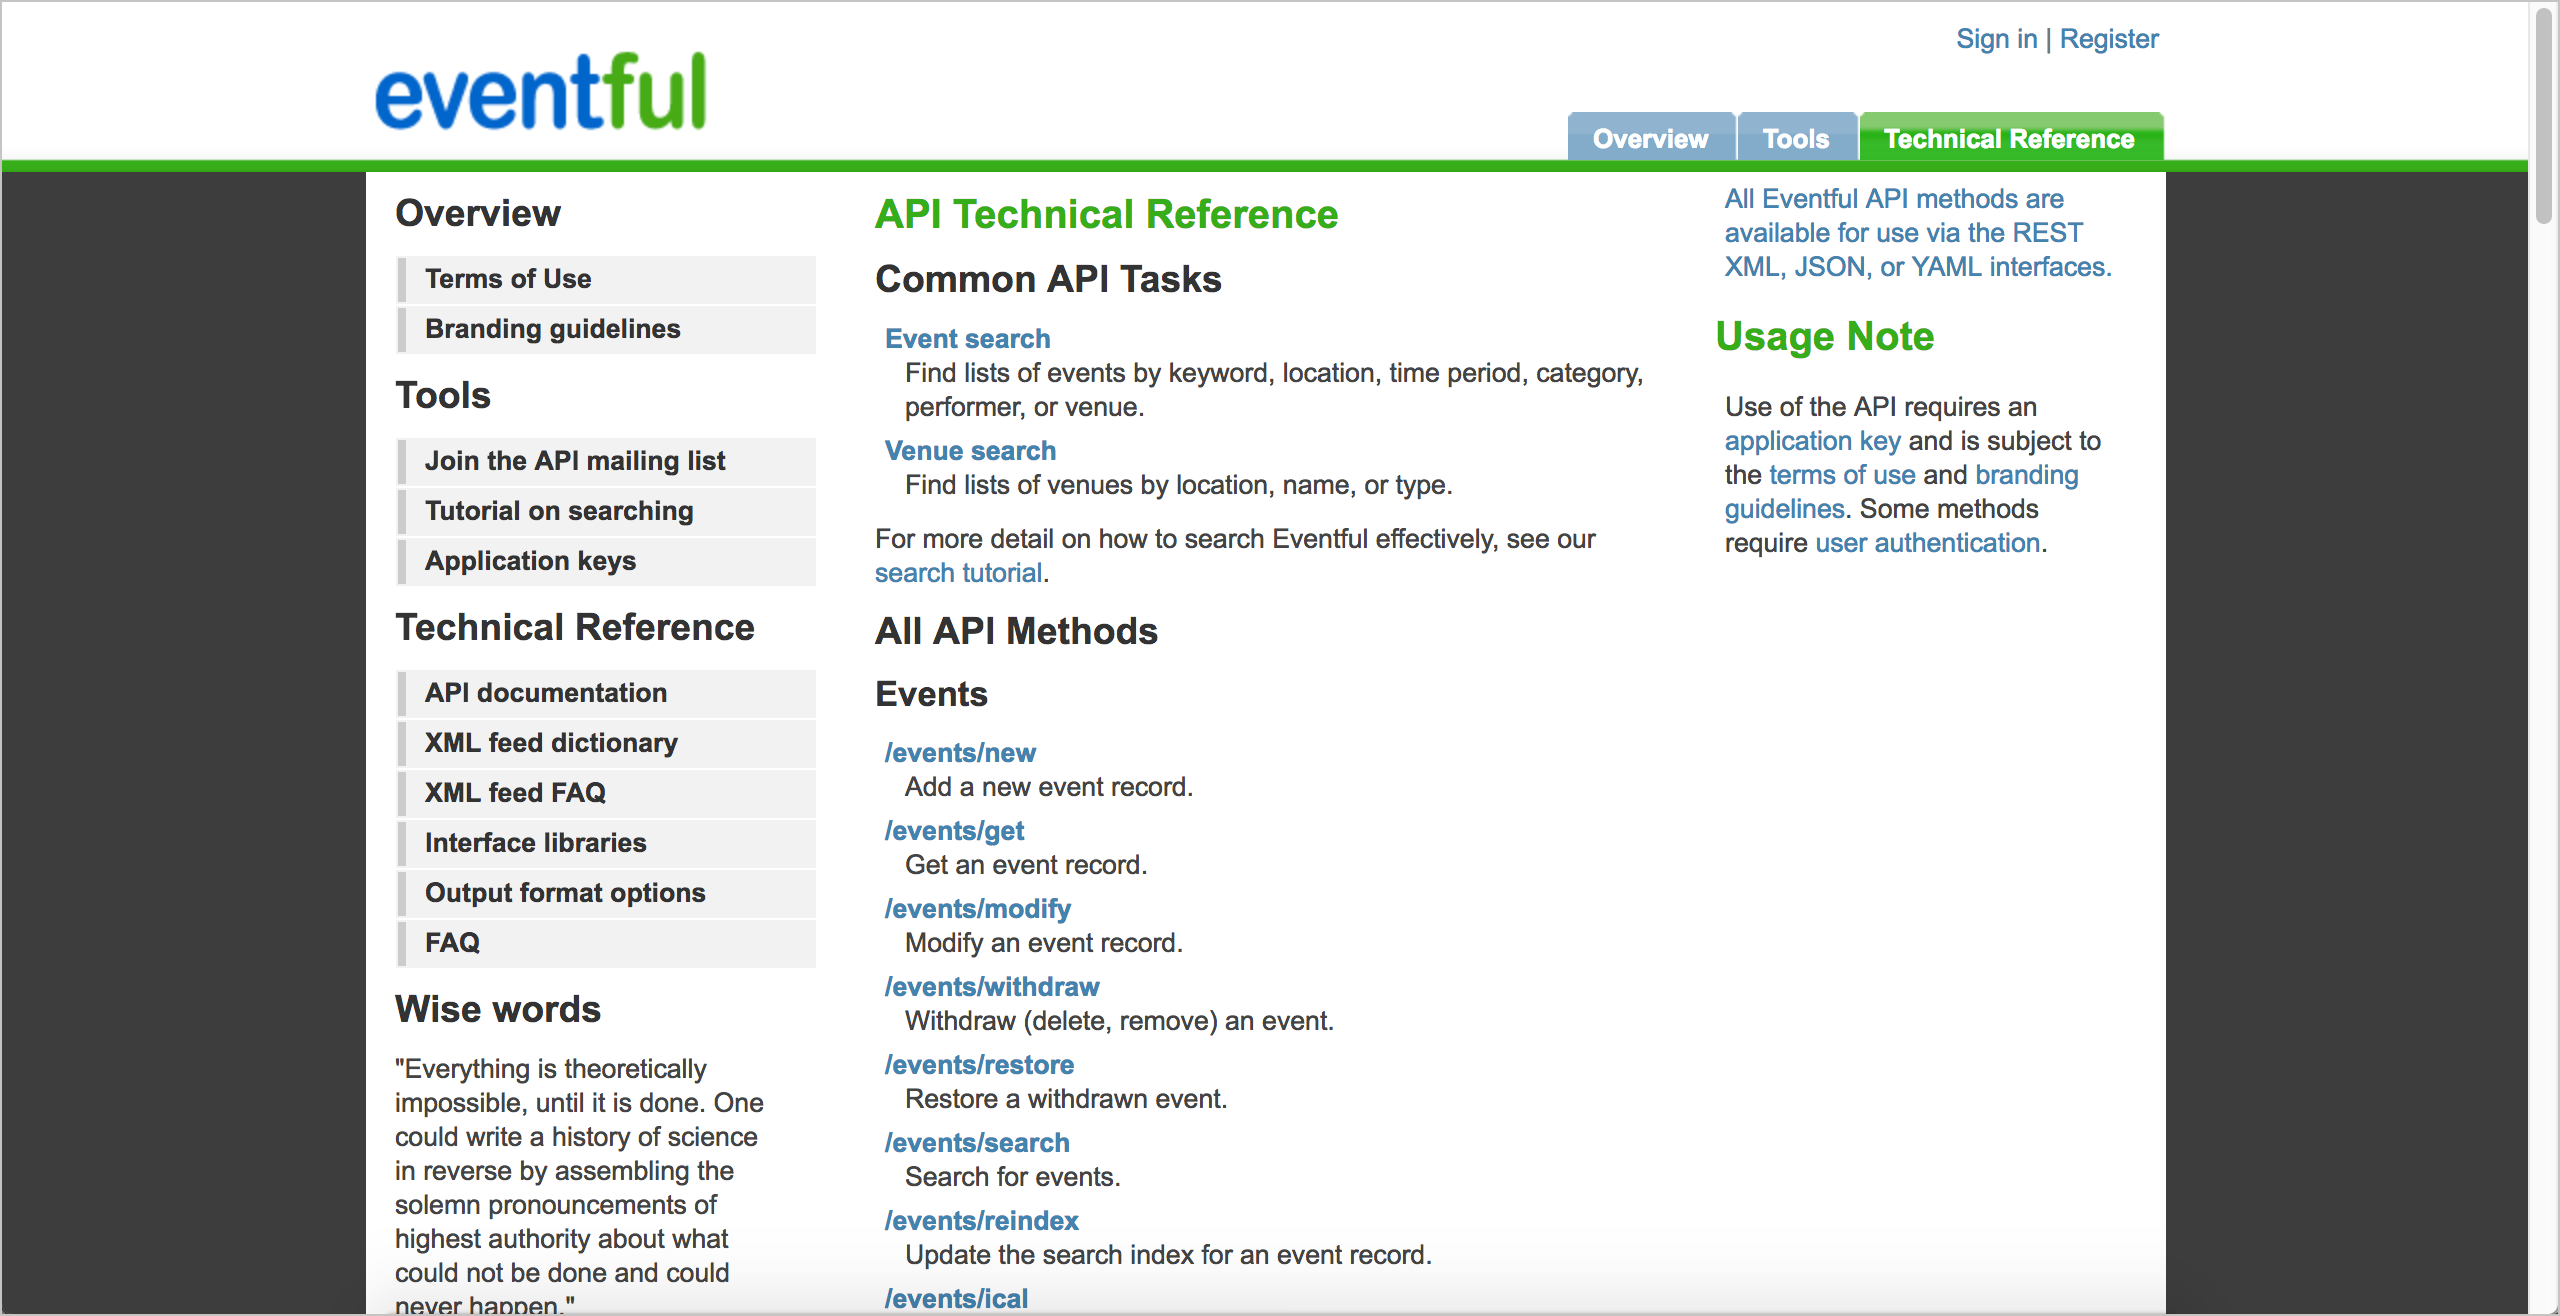 Sign in | Register
eventful
Overview
Tools
Technical Reference
Overview
Terms of Use
Branding guidelines
Tools
Join the API mailing list
Tutorial on searching
Application keys
Technical Reference
API documentation
XML feed dictionary
XML feed FAQ
Interface libraries
Output format options
FAQ
Wise words
"Everything is theoretically
impossible, until it is done. One
could write a history of science
in reverse by assembling the
solemn pronouncements of
highest authority about what
could not be done and could
never happen."
API Technical Reference
Common API Tasks
Event search
Find lists of events by keyword, location, time period, category,
performer, or venue.
Venue search
Find lists of venues by location, name, or type.
For more detail on how to search Eventful effectively, see our
search tutorial.
All API Methods
Events
/events/new
Add a new event record.
/events/get
Get an event record.
/events/modify
Modify an event record.
/events/withdraw
Withdraw (delete, remove) an event.
/events/restore
Restore a withdrawn event.
/events/search
Search for events.
/events/reindex
Update the search index for an event record.
/events/ical
All Eventful API methods are
available for use via the REST
XML, JSON, or YAML interfaces.
Usage Note
Use of the API requires an
application key and is subject to
the terms of use and branding
guidelines. Some methods
require user authentication.